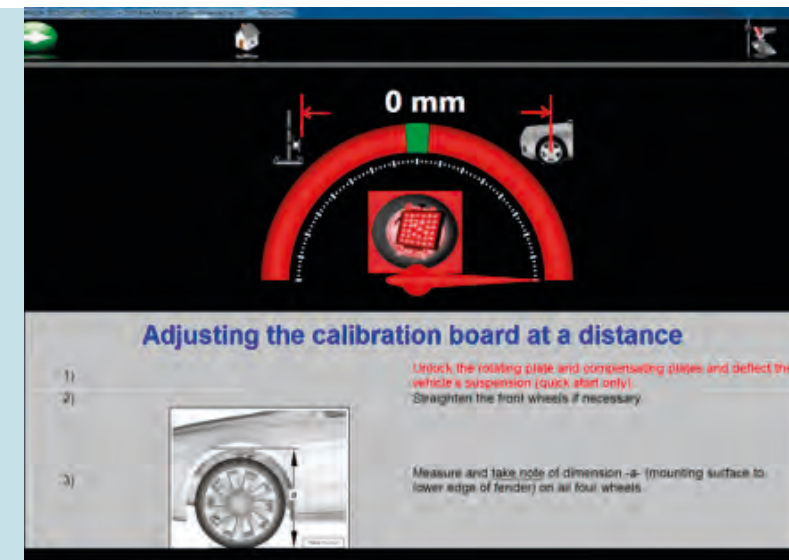 0 mm
Adjusting the calibration board at a distance
1)
Unlock the rotating plate and compensating plates and deflect the
vehicle's suspension (quick start only).
2)
Straighten the front wheels if necessary.
3)
Measure and take note of dimension -a- (mounting surface to
lower edge of fender) on all four wheels.
a